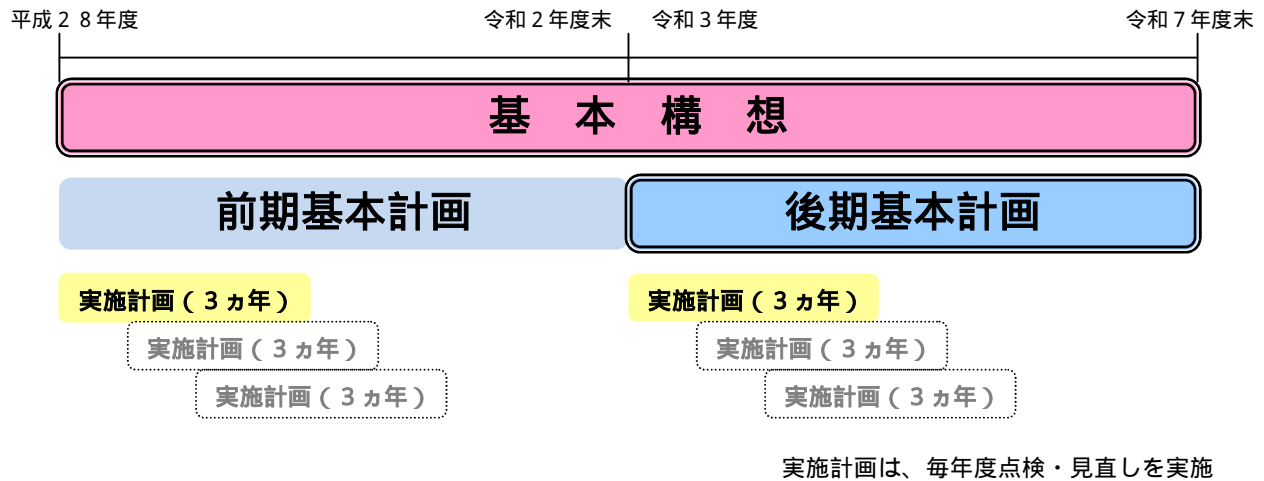 平成２８年度 令和２年度末 令和３年度 令和７年度末
基 本 構 想
前期基本計画 後期基本計画
実施計画（３ヵ年） 実施計画（３ヵ年）
実施計画（３ヵ年） 実施計画（３ヵ年）
実施計画（３ヵ年） 実施計画（３ヵ年）
実施計画は、毎年度点検・見直しを実施